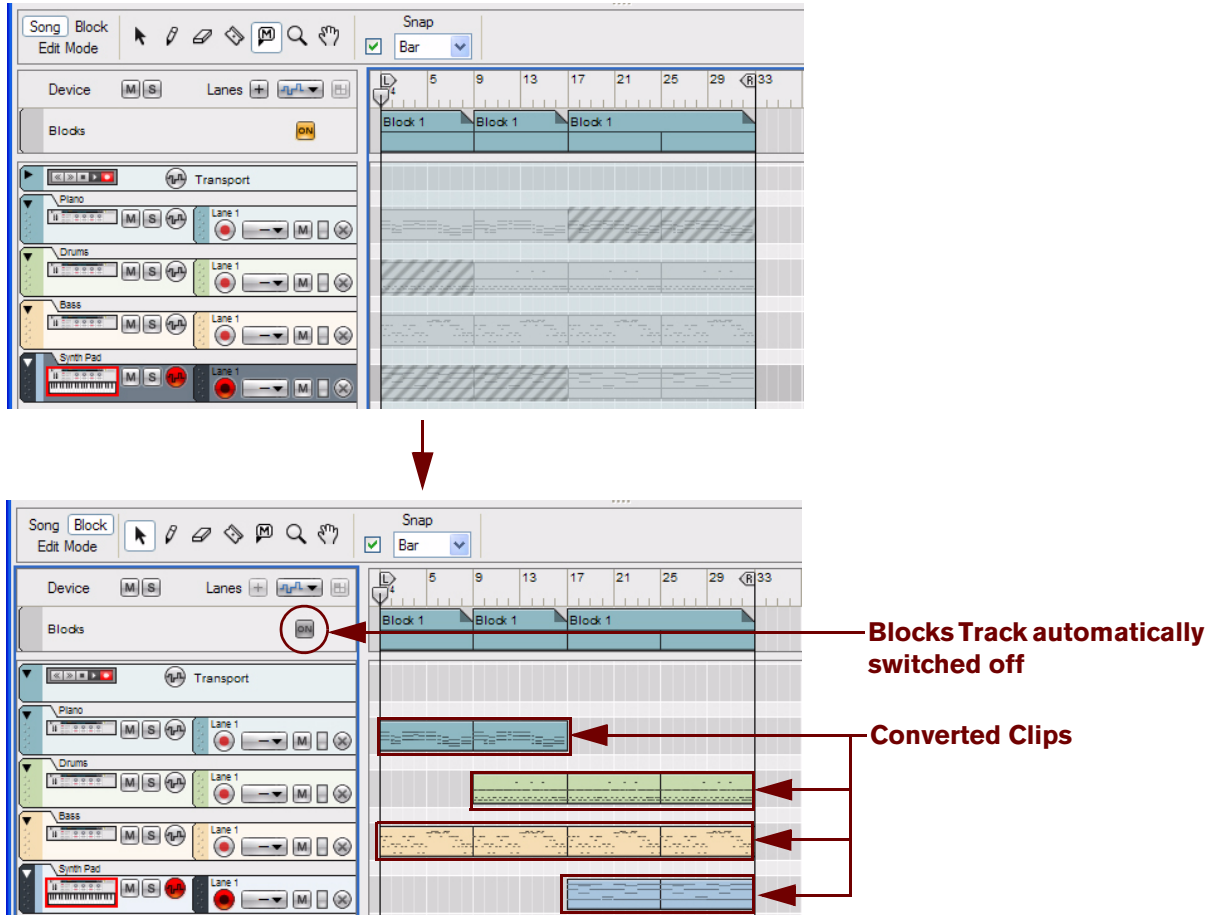 Song Block
Edit Mode
M
Snap
Bar
Device M S Lanes +
L 5 9 13 17 21 25 29 R 33
4
Blocks ON
Block 1 Block 1 Block 1
Transport
Piano
M S Lane 1
M
Drums
M S Lane 1
M
Bass
M S Lane 1
M
Synth Pad
M S Lane 1
M
Song Block
Edit Mode
M
Snap
Bar
Device M S Lanes +
L 5 9 13 17 21 25 29 R 33
4
Blocks ON
Block 1 Block 1 Block 1
Blocks Track automatically
switched off
Transport
Piano
M S Lane 1
M
Converted Clips
Drums
M S Lane 1
M
Bass
M S Lane 1
M
Synth Pad
M S Lane 1
M